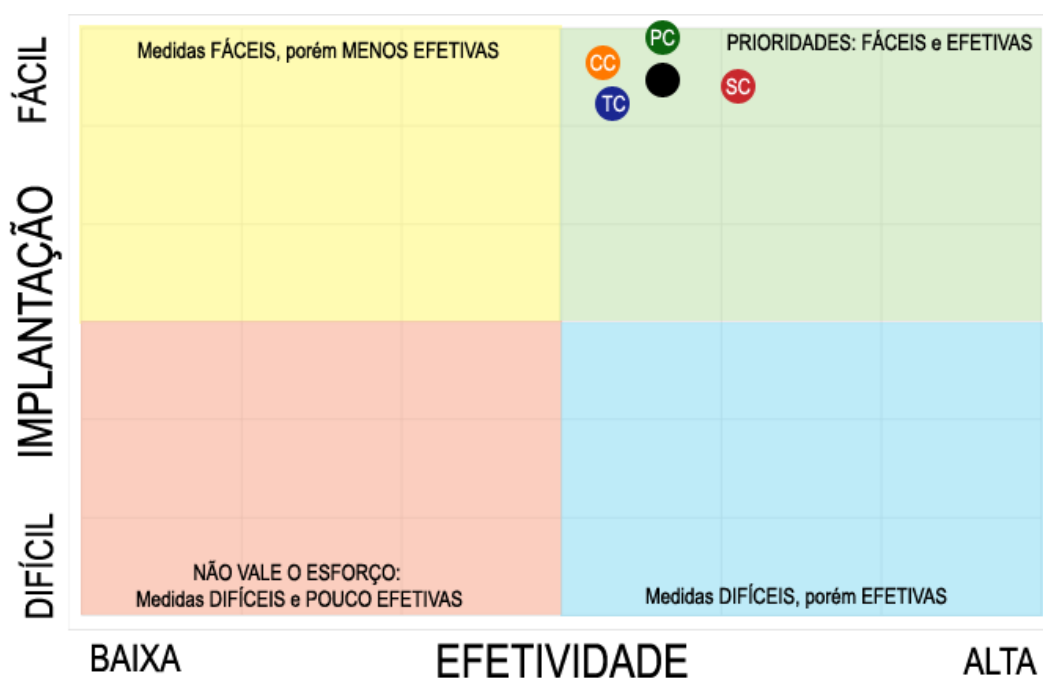 Medidas FÁCEIS, porém MENOS EFETIVAS
PRIORIDADES: FÁCEIS e EFETIVAS
PC
CC
SC
TC
FÁCIL
IMPLANTAÇÃO
DIFÍCIL
NÃO VALE O ESFORÇO:
Medidas DIFÍCEIS e POUCO EFETIVAS
Medidas DIFÍCEIS, porém EFETIVAS
BAIXA
EFETIVIDADE
ALTA